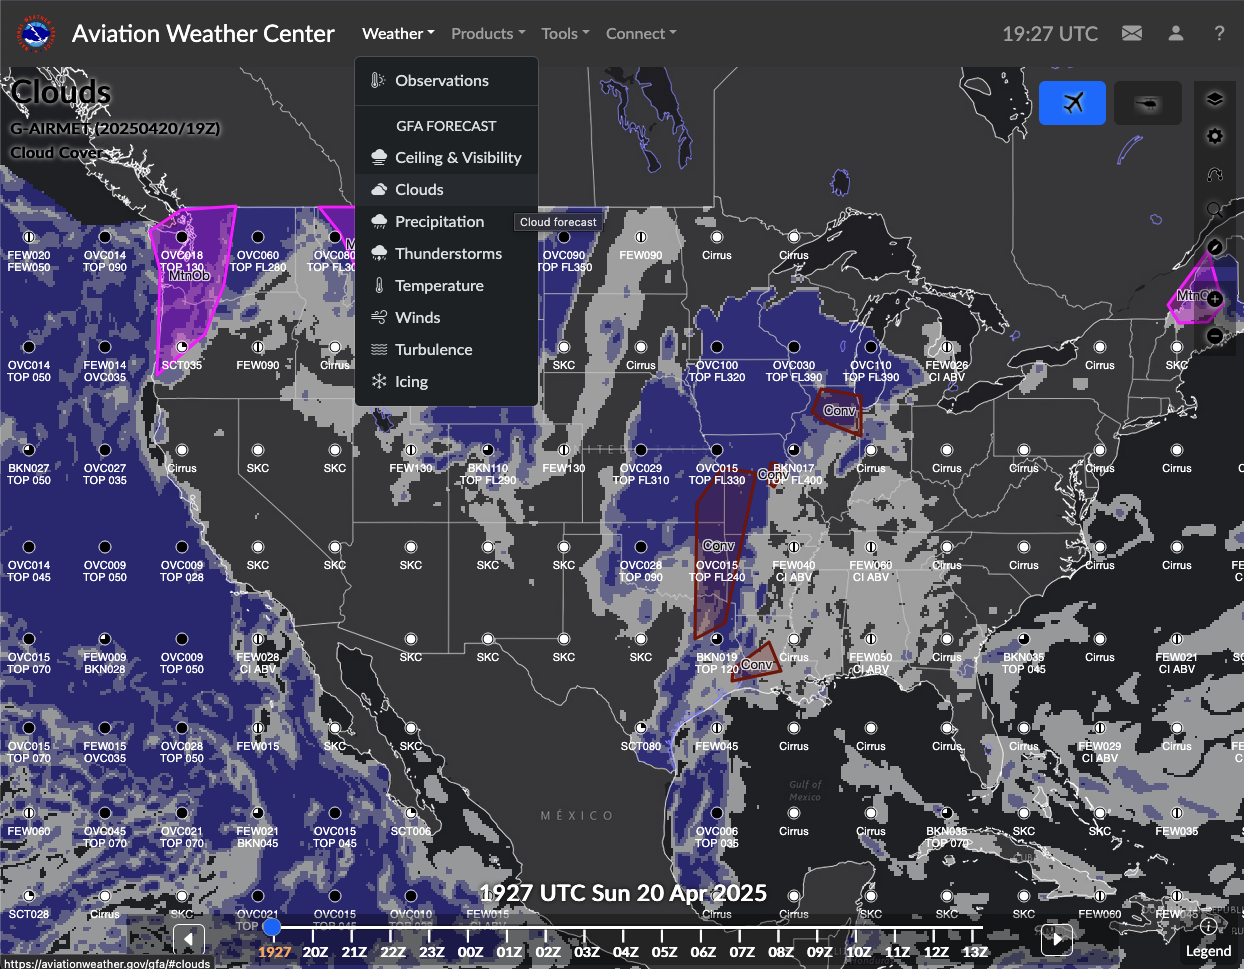 Aviation Weather Center
Weather
Products
Tools
Connect
19:27 UTC
?
Clouds
G-AIRMET (20250420/19Z)
Cloud Cover
Observations
GFA FORECAST
Ceiling & Visibility
Clouds
Precipitation
Thunderstorms
Temperature
Winds
Turbulence
Icing
Cloud forecast
FEW020
FEW050
OVC014
TOP 090
OVC018
TOP 130
MtnOb
OVC060
TOP FL280
OVC080
OVC090
TOP FL350
FEW090
Cirrus
Cirrus
OVC014
TOP 050
FEW014
OVC035
SCT035
FEW090
Cirrus
SKC
Cirrus
OVC100
TOP FL320
OVC030
TOP FL390
OVC110
TOP FL390
FEW026
CI ABV
Cirrus
SKC
Conv
BKN027
TOP 050
OVC027
TOP 035
Cirrus
SKC
SKC
FEW130
BKN110
TOP FL290
FEW130
OVC029
TOP FL310
OVC015
TOP FL330
Conv
BKN017
TOP FL400
Cirrus
Cirrus
Cirrus
Cirrus
Cirrus
OVC014
TOP 045
OVC009
TOP 050
OVC009
TOP 028
SKC
SKC
SKC
SKC
SKC
OVC028
TOP 090
Conv
OVC015
TOP FL240
FEW040
CI ABV
FEW060
CI ABV
Cirrus
Cirrus
Cirrus
Cirrus
OVC015
TOP 070
FEW009
BKN028
OVC009
TOP 050
FEW028
CI ABV
SKC
SKC
SKC
SKC
BKN019
TOP 120
Conv
Cirrus
FEW050
CI ABV
Cirrus
BKN035
TOP 045
Cirrus
FEW021
CI ABV
OVC015
TOP 070
FEW015
OVC035
OVC028
TOP 050
FEW015
SKC
SKC
SCT080
FEW045
Cirrus
Cirrus
Cirrus
Cirrus
FEW029
CI ABV
Cirrus
Gulf of
Mexico
MÉXICO
FEW060
OVC045
TOP 070
OVC021
TOP 070
FEW021
BKN045
OVC015
TOP 045
SCT006
OVC006
TOP 035
Cirrus
Cirrus
BKN035
TOP 070
SKC
SKC
FEW035
SCT028
Cirrus
SKC
OVC021
TOP
OVC015
TOP 045
OVC010
FEW015
CI ABV
Cirrus
Cirrus
SKC
SKC
SKC
FEW060
FEW045
1927 UTC Sun 20 Apr 2025
1927 20Z 21Z 22Z 23Z 00Z 01Z 02Z 03Z 04Z 05Z 06Z 07Z 08Z 09Z 10Z 11Z 12Z 13Z
Legend
https://aviationweather.gov/gfa/#clouds